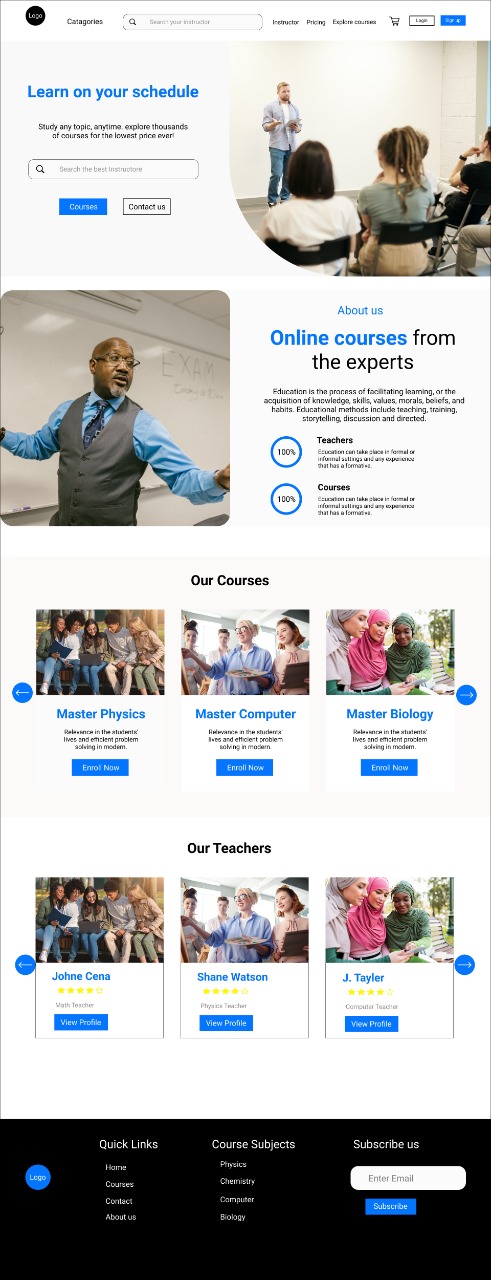 Logo
Catagories
Search your instructor
Instructor Pricing Explore courses
Login
Sign up
Learn on your schedule
Study any topic, anytime. explore thousands
of courses for the lowest price ever!
Search the best Instructore
Courses
Contact us
EXAM
About us
Online courses from
the experts
Education is the process of facilitating learning, or the
acquisition of knowledge, skills, values, morals, beliefs, and
habits. Educational methods include teaching, training,
storytelling, discussion and directed.
100%
Teachers
Education can take place in formal or
informal settings and any experience
that has a formative.
100%
Courses
Education can take place in formal or
informal settings and any experience
that has a formative.
Our Courses
Master Physics
Relevance in the students'
lives and efficient problem
solving in modern.
Enroll Now
Master Computer
Relevance in the students'
lives and efficient problem
solving in modern.
Enroll Now
Master Biology
Relevance in the students'
lives and efficient problem
solving in modern.
Enroll Now
Our Teachers
Johne Cena
Math Teacher
View Profile
Shane Watson
Physics Teacher
View Profile
J. Tayler
Computer Teacher
View Profile
Logo
Quick Links
Home
Courses
Contact
About us
Course Subjects
Physics
Chemistry
Computer
Biology
Subscribe us
Enter Email
Subscribe